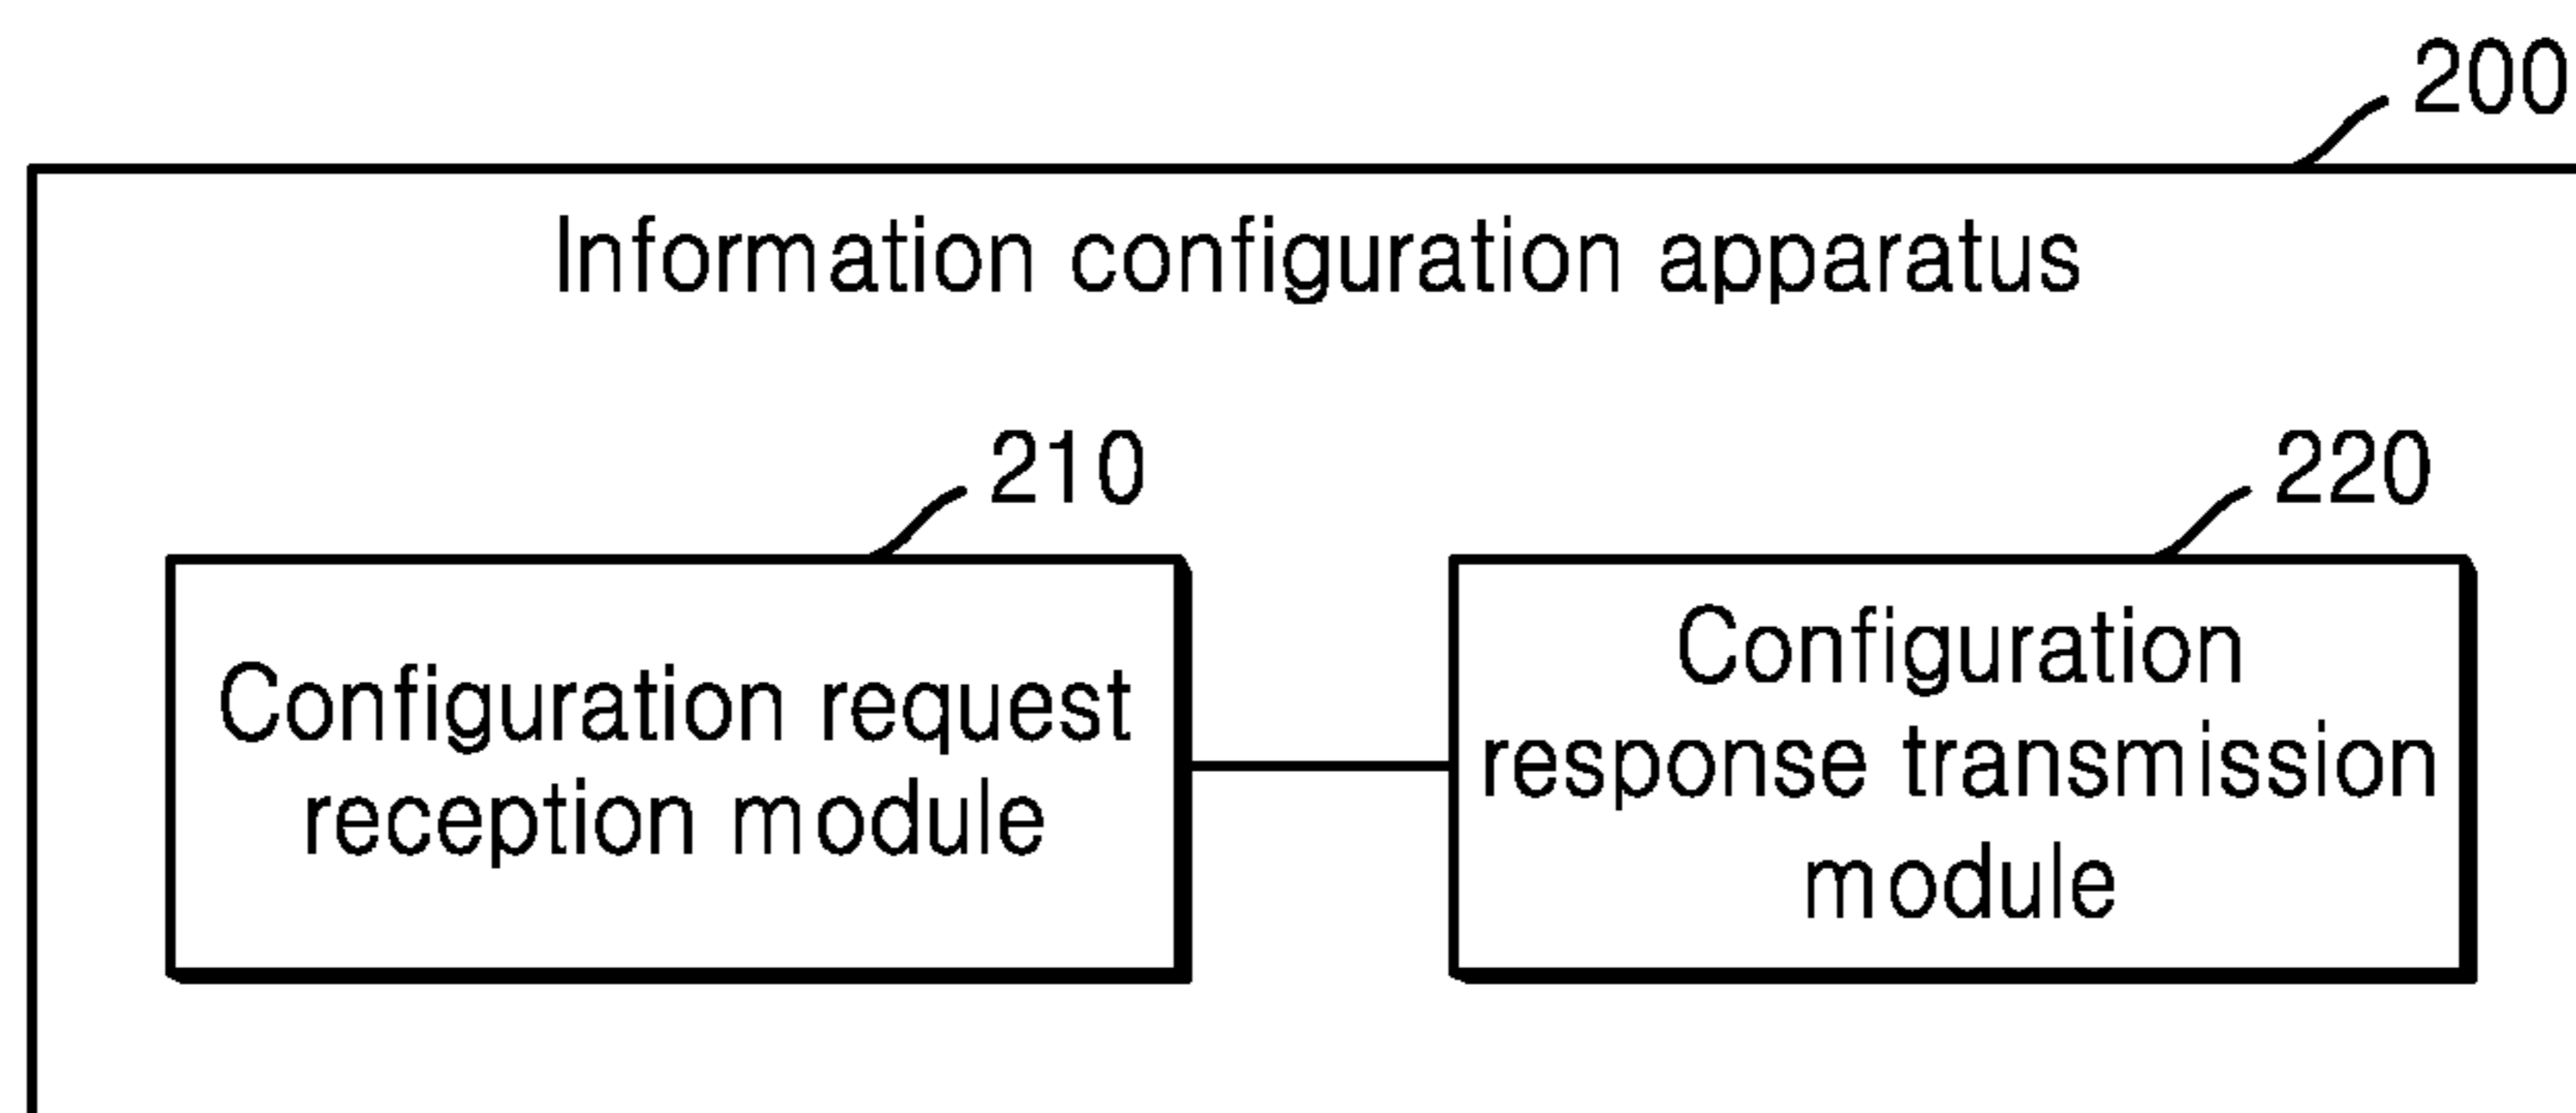 200
Information configuration apparatus
210
220
Configuration request
reception module
Configuration
response transmission
module